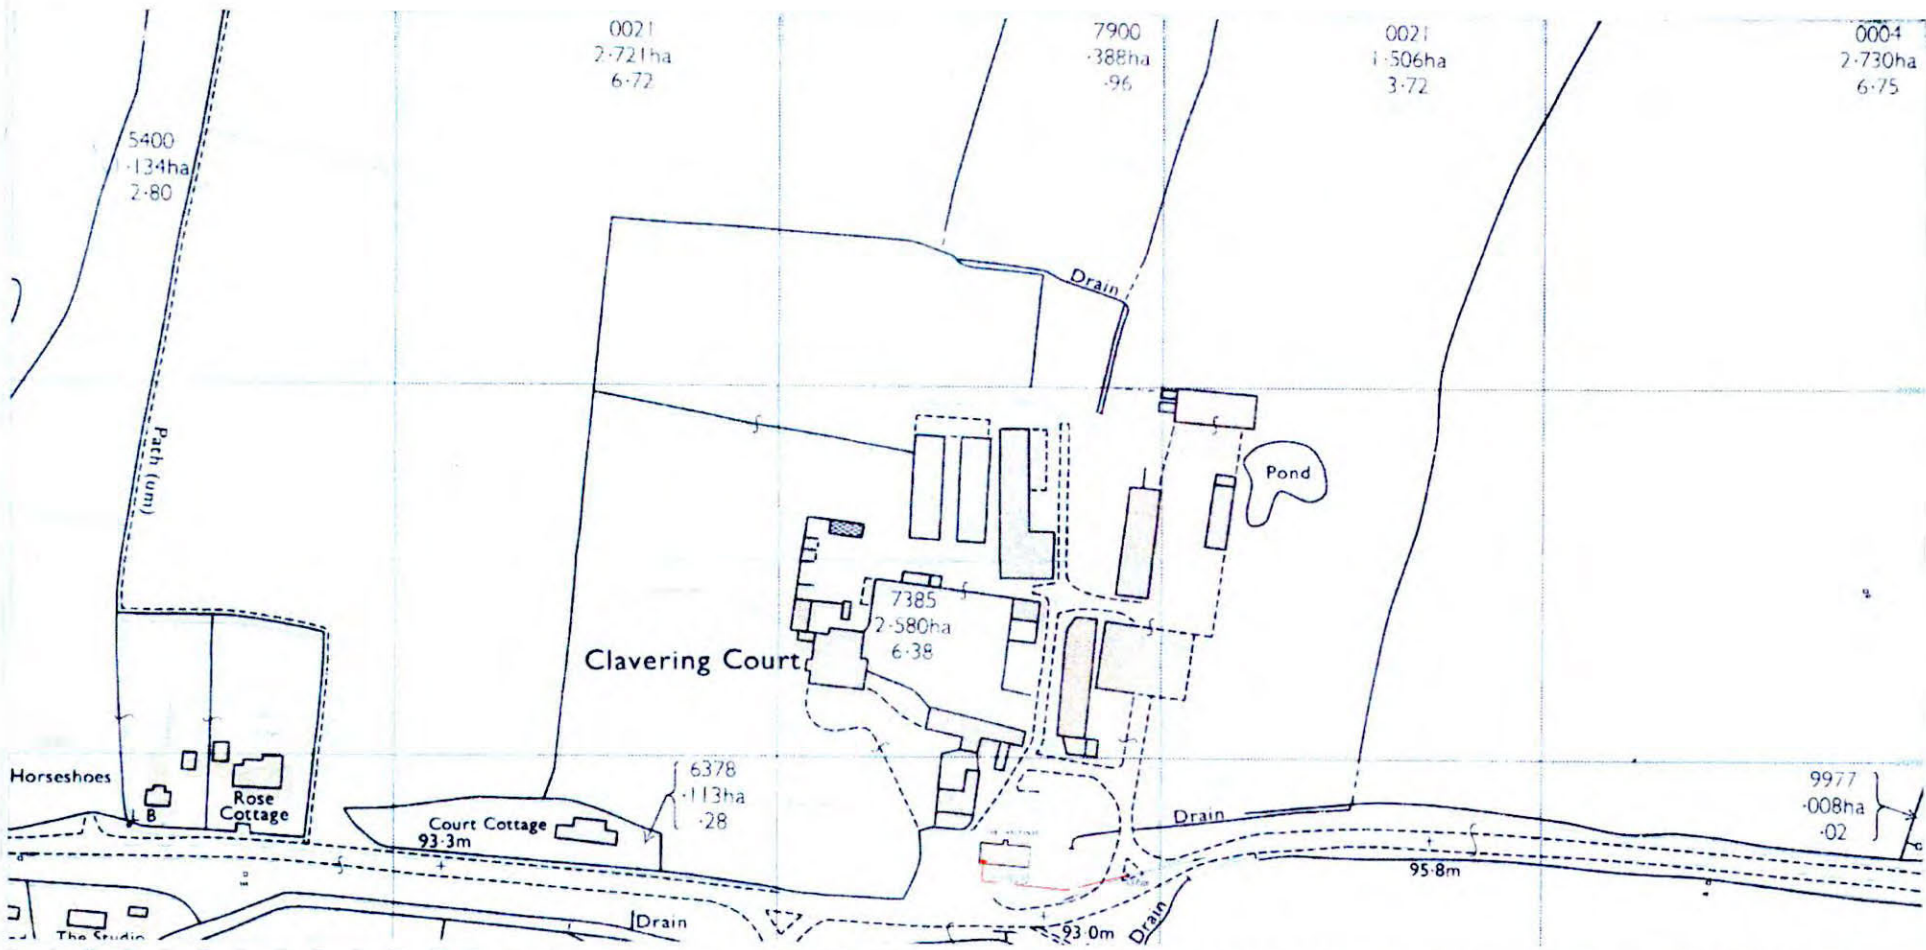 0021
2·721ha
6·72
7900
·388ha
·96
0021
1·506ha
3·72
0004
2·730ha
6·75
5400
1·134ha
2·80
Drain
Path (um)
Pond
7385
2·580ha
6·38
Clavering Court
Horseshoes
Rose
Cottage
L B
6378
·113ha
·28
Court Cottage
93·3m
Drain
9977
·008ha
·02
95·8m
Drain
93·0m
Drain
The Studio